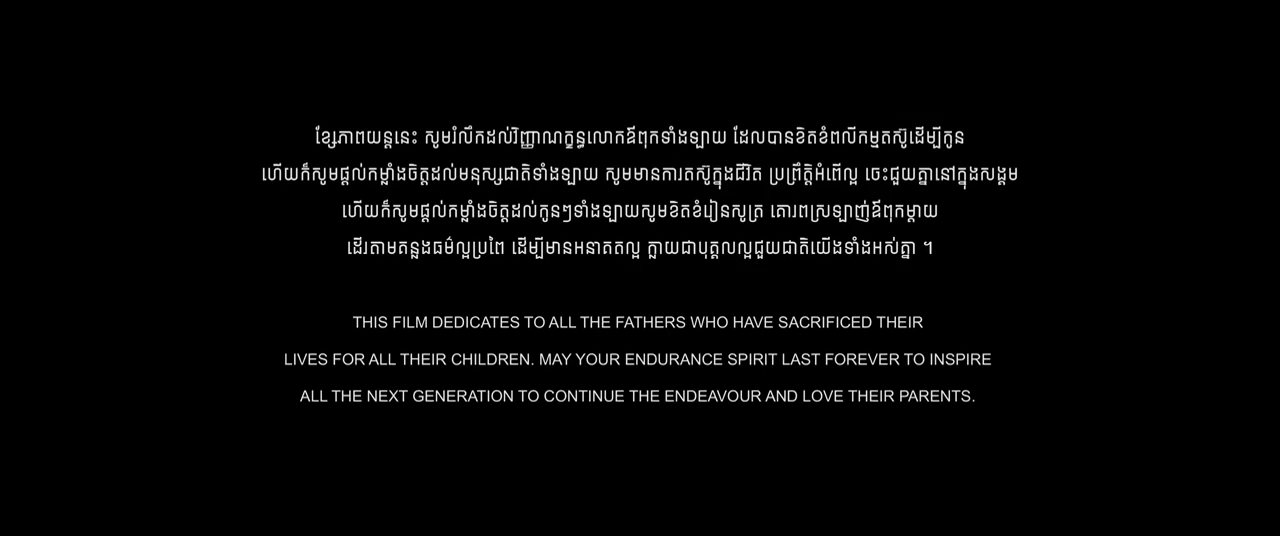 ខ្សែភាពយន្តនេះ សូមរំលឹកដល់វិញ្ញាណក្ខន្ធលោកឪពុកទាំងឡាយ ដែលបានខិតខំពលីកម្មតស៊ូដើម្បីកូន
ហើយក៏សូមផ្តល់កម្លាំងចិត្តដល់មនុស្សជាតិទាំងឡាយ សូមមានការតស៊ូក្នុងជីវិត ប្រព្រឹត្តិអំពើល្អ ចេះជួយគ្នានៅក្នុងសង្គម
ហើយក៏សូមផ្តល់កម្លាំងចិត្តដល់កូនៗទាំងឡាយសូមខិតខំរៀនសូត្រ គោរពស្រឡាញ់ឪពុកម្តាយ
ដើរតាមគន្លងធម៌ល្អប្រពៃ ដើម្បីមានអនាគតល្អ ក្លាយជាបុត្តលល្អជួយជាតិយើងទាំងអស់គ្នា ។
THIS FILM DEDICATES TO ALL THE FATHERS WHO HAVE SACRIFICED THEIR
LIVES FOR ALL THEIR CHILDREN. MAY YOUR ENDURANCE SPIRIT LAST FOREVER TO INSPIRE
ALL THE NEXT GENERATION TO CONTINUE THE ENDEAVOUR AND LOVE THEIR PARENTS.